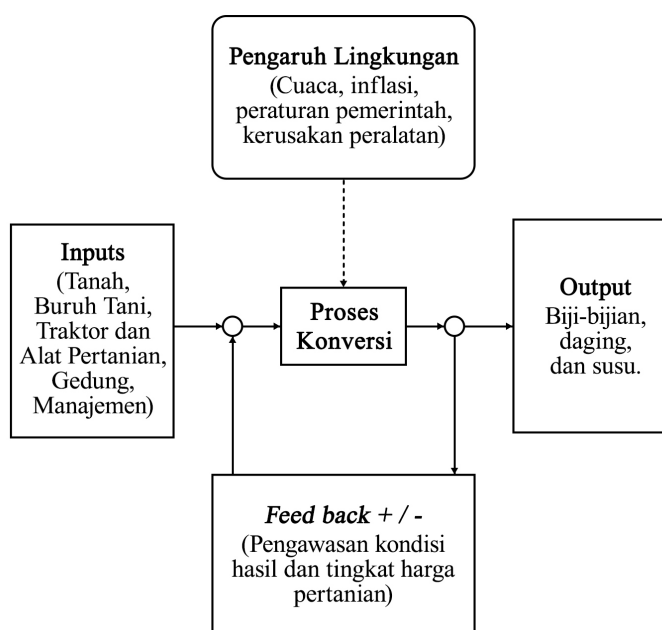 Pengaruh Lingkungan
(Cuaca, inflasi,
peraturan pemerintah,
kerusakan peralatan)
Inputs
(Tanah,
Buruh Tani,
Traktor dan
Alat Pertanian,
Gedung,
Manajemen)
Proses
Konversi
Output
Biji-bijian,
daging,
dan susu.
Feed back + / -
(Pengawasan kondisi
hasil dan tingkat harga
pertanian)